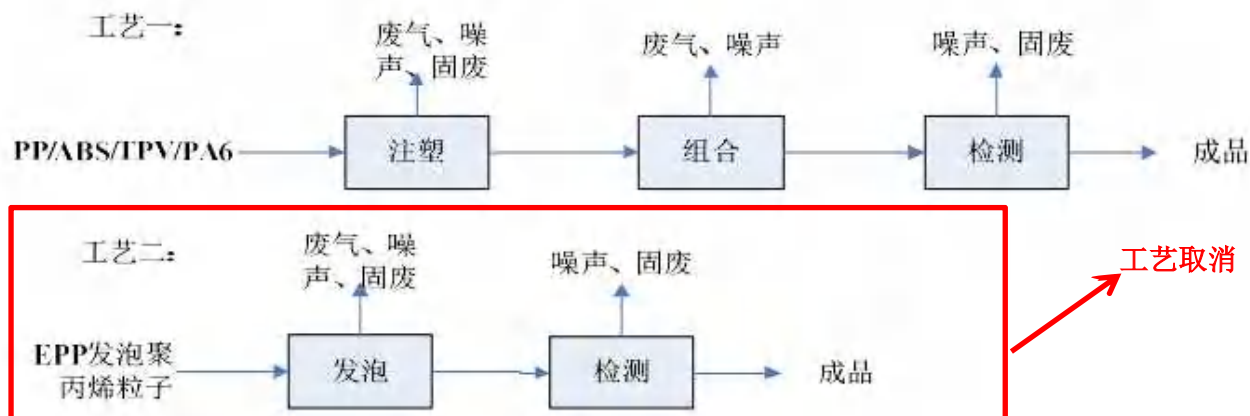 工艺一：
废气、噪
声、固废
废气、噪声
噪声、固废
PP/ABS/TPV/PA6
注塑
组合
检测
成品
工艺二：
废气、噪
声、固废
噪声、固废
工艺取消
EPP发泡聚
丙烯粒子
发泡
检测
成品